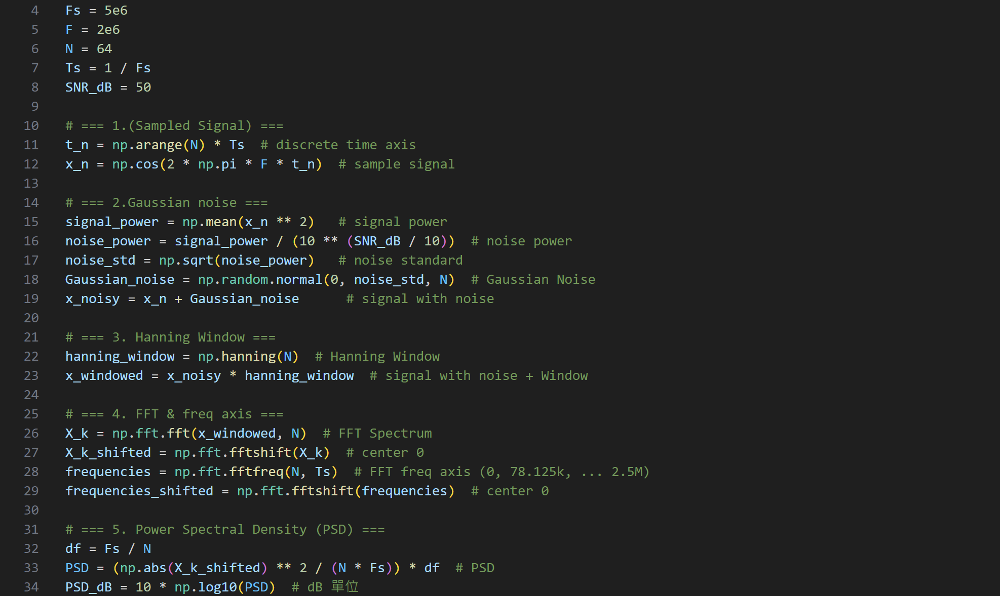 4 Fs = 5e6
5 F = 2e6
6 N = 64
7 Ts = 1 / Fs
8 SNR_dB = 50
9
10 # === 1.(Sampled Signal) ===
11 t_n = np.arange(N) * Ts  # discrete time axis
12 x_n = np.cos(2 * np.pi * F * t_n)  # sample signal
13
14 # === 2.Gaussian noise ===
15 signal_power = np.mean(x_n ** 2)   # signal power
16 noise_power = signal_power / (10 ** (SNR_dB / 10))  # noise power
17 noise_std = np.sqrt(noise_power)   # noise standard
18 Gaussian_noise = np.random.normal(0, noise_std, N)  # Gaussian Noise
19 x_noisy = x_n + Gaussian_noise      # signal with noise
20
21 # === 3. Hanning Window ===
22 hanning_window = np.hanning(N)  # Hanning Window
23 x_windowed = x_noisy * hanning_window  # signal with noise + Window
24
25 # === 4. FFT & freq axis ===
26 X_k = np.fft.fft(x_windowed, N)  # FFT Spectrum
27 X_k_shifted = np.fft.fftshift(X_k)  # center 0
28 frequencies = np.fft.fftfreq(N, Ts)  # FFT freq axis (0, 78.125k, ... 2.5M)
29 frequencies_shifted = np.fft.fftshift(frequencies)  # center 0
30
31 # === 5. Power Spectral Density (PSD) ===
32 df = Fs / N
33 PSD = (np.abs(X_k_shifted) ** 2 / (N * Fs)) * df  # PSD
34 PSD_dB = 10 * np.log10(PSD)  # dB 單位